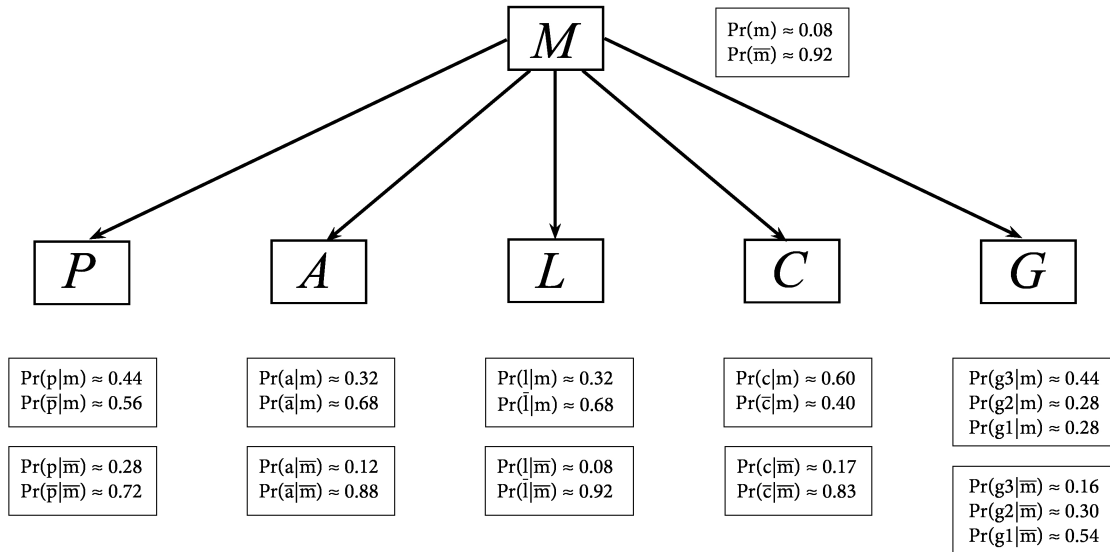 M
Pr(m) ≈ 0.08
Pr(m̅) ≈ 0.92
P
A
L
C
G
Pr(p|m) ≈ 0.44
Pr(p̅|m) ≈ 0.56
Pr(p|m̅) ≈ 0.28
Pr(p̅|m̅) ≈ 0.72
Pr(a|m) ≈ 0.32
Pr(a̅|m) ≈ 0.68
Pr(a|m̅) ≈ 0.12
Pr(a̅|m̅) ≈ 0.88
Pr(l|m) ≈ 0.32
Pr(l̅|m) ≈ 0.68
Pr(l|m̅) ≈ 0.08
Pr(l̅|m̅) ≈ 0.92
Pr(c|m) ≈ 0.60
Pr(c̅|m) ≈ 0.40
Pr(c|m̅) ≈ 0.17
Pr(c̅|m̅) ≈ 0.83
Pr(g3|m) ≈ 0.44
Pr(g2|m) ≈ 0.28
Pr(g1|m) ≈ 0.28
Pr(g3|m̅) ≈ 0.16
Pr(g2|m̅) ≈ 0.30
Pr(g1|m̅) ≈ 0.54